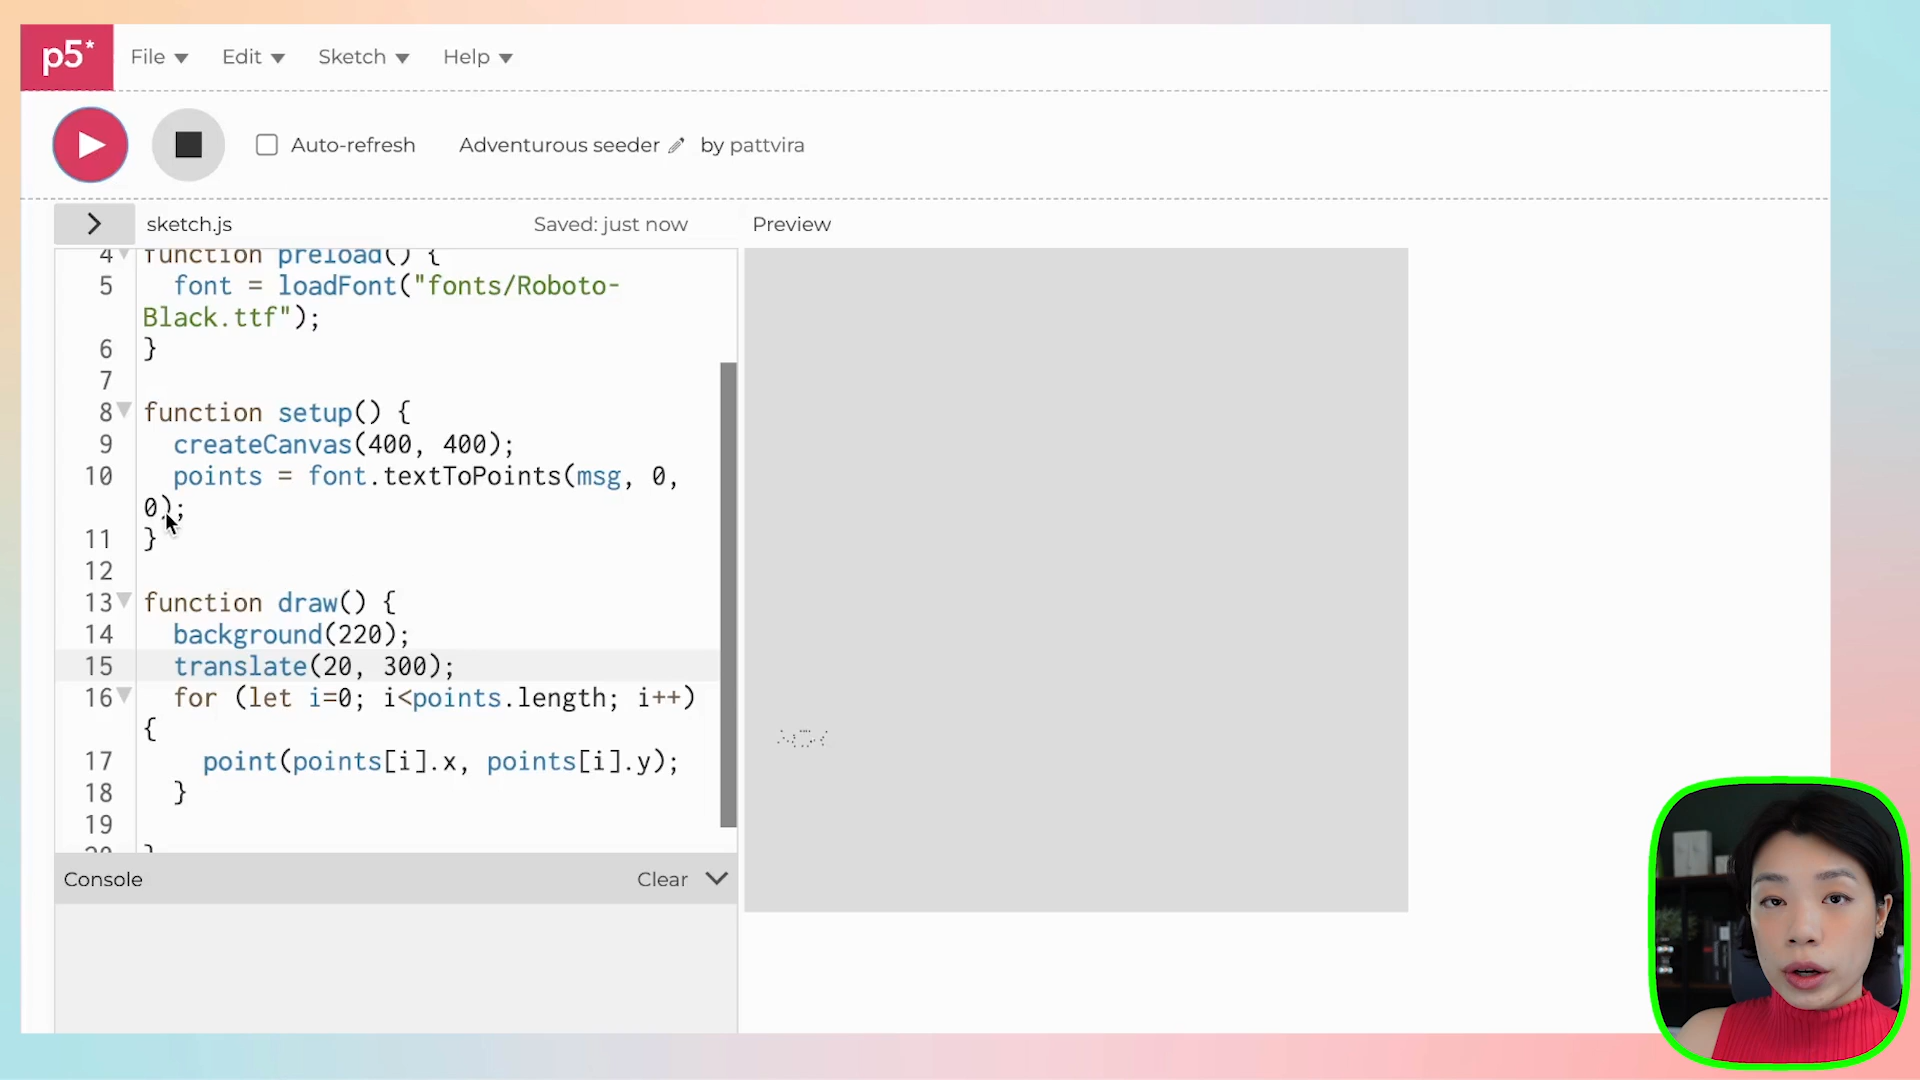 p5*
File Edit Sketch Help
Auto-refresh Adventurous seeder by pattvira
sketch.js Saved: just now Preview
4 function preload() {
5 font = loadFont("fonts/Roboto-
Black.ttf");
6 }
7
8 function setup() {
9 createCanvas(400, 400);
10 points = font.textToPoints(msg, 0,
0);
11 }
12
13 function draw() {
14 background(220);
15 translate(20, 300);
16 for (let i=0; i<points.length; i++)
{
17 point(points[i].x, points[i].y);
18 }
19
20 }
Console Clear